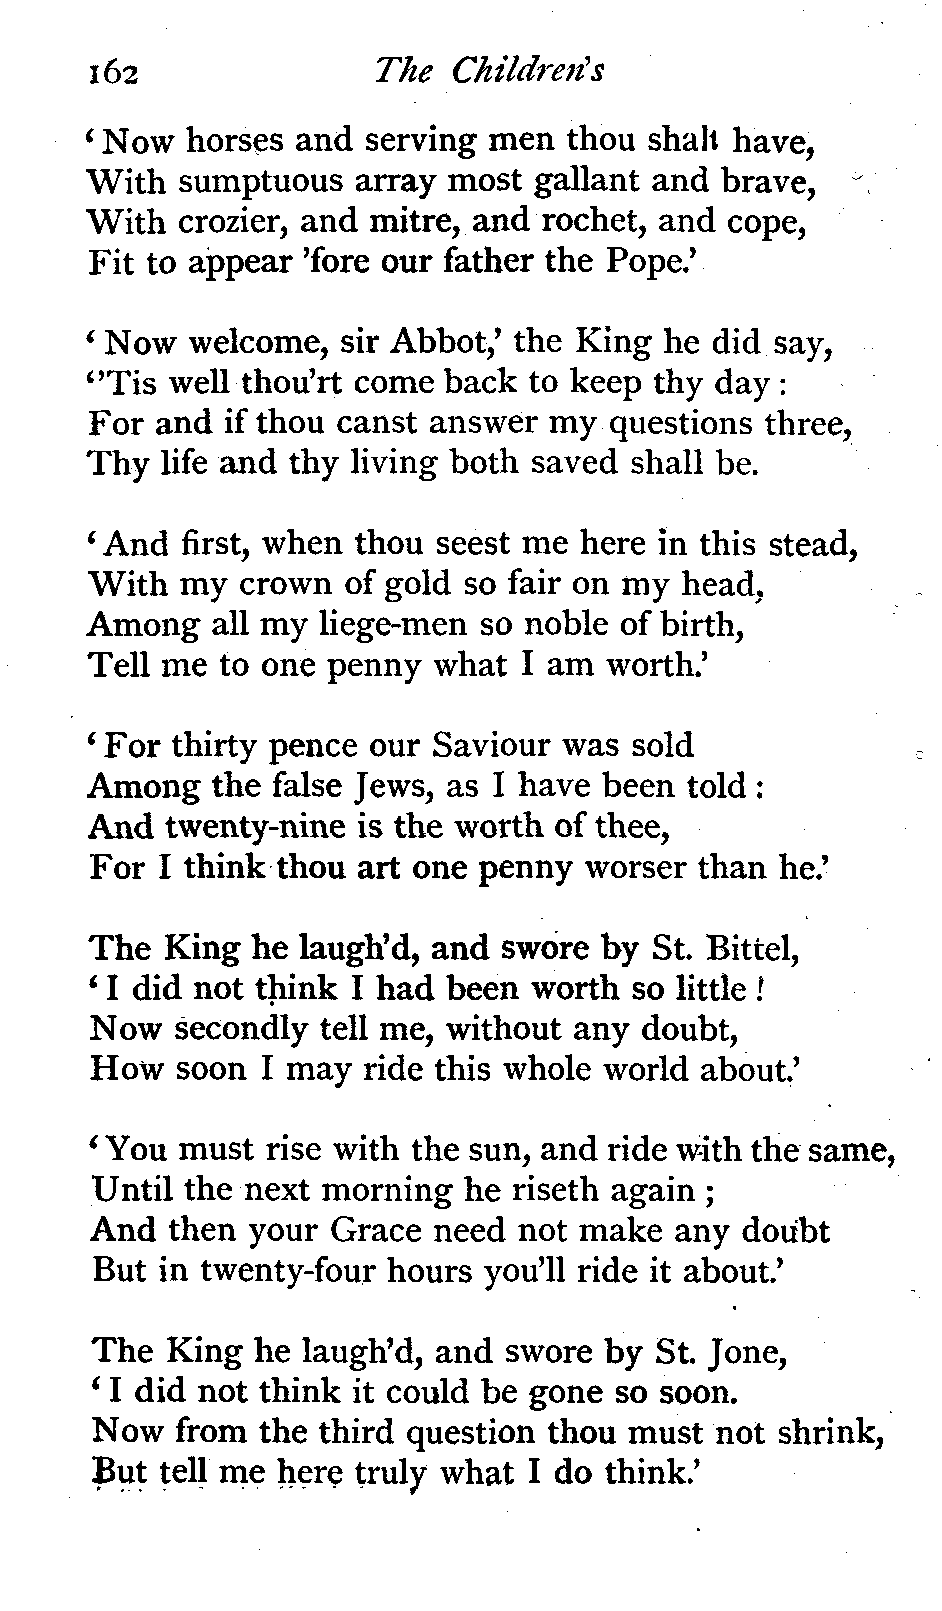 162 The Children's
‘Now horses and serving men thou shalt have,
With sumptuous array most gallant and brave,
With crozier, and mitre, and rochet, and cope,
Fit to appear ’fore our father the Pope.’
‘Now welcome, sir Abbot,’ the King he did say,
‘’Tis well thou’rt come back to keep thy day :
For and if thou canst answer my questions three,
Thy life and thy living both saved shall be.
‘And first, when thou seest me here in this stead,
With my crown of gold so fair on my head,
Among all my liege-men so noble of birth,
Tell me to one penny what I am worth.’
‘For thirty pence our Saviour was sold
Among the false Jews, as I have been told :
And twenty-nine is the worth of thee,
For I think thou art one penny worser than he.’
The King he laugh’d, and swore by St. Bittel,
‘I did not think I had been worth so little !
Now secondly tell me, without any doubt,
How soon I may ride this whole world about.’
‘You must rise with the sun, and ride with the same,
Until the next morning he riseth again ;
And then your Grace need not make any doubt
But in twenty-four hours you’ll ride it about.’
The King he laugh’d, and swore by St. Jone,
‘I did not think it could be gone so soon.
Now from the third question thou must not shrink,
But tell me here truly what I do think.’